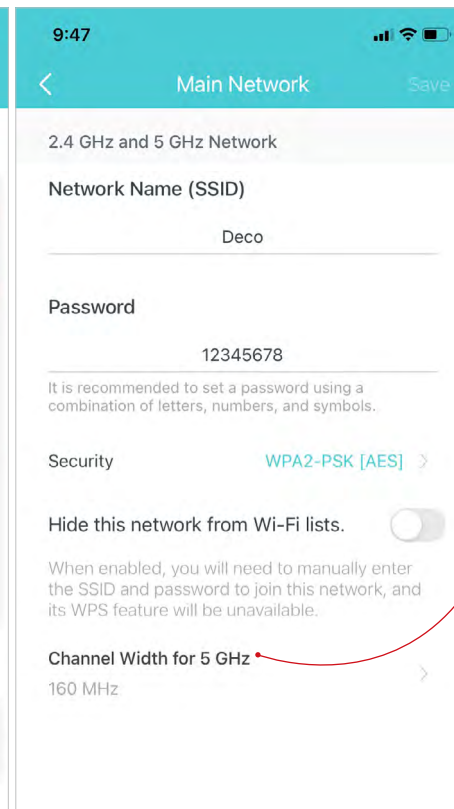 9:47
Main Network
Save
2.4 GHz and 5 GHz Network
Network Name (SSID)
Deco
Password
12345678
It is recommended to set a password using a
combination of letters, numbers, and symbols.
Security
WPA2-PSK [AES]
Hide this network from Wi-Fi lists.
When enabled, you will need to manually enter
the SSID and password to join this network, and
its WPS feature will be unavailable.
Channel Width for 5 GHz
160 MHz